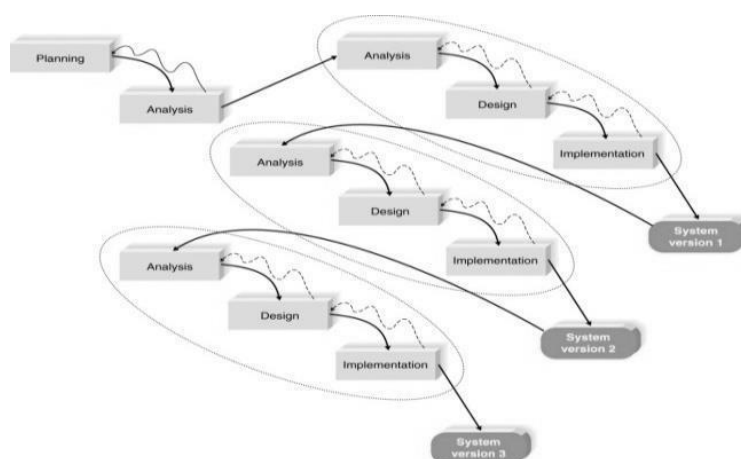 Planning
Analysis
Analysis
Design
Implementation
System
version 1
Analysis
Design
Implementation
System
version 2
Analysis
Design
Implementation
System
version 3